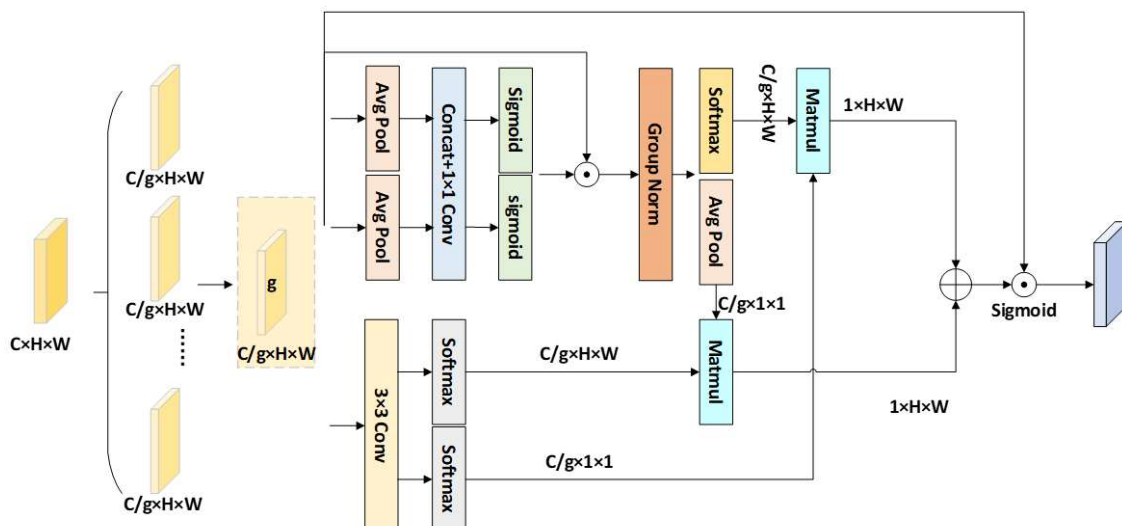 C×H×W
C/g×H×W
C/g×H×W
C/g×H×W
g
C/g×H×W
Avg Pool
Avg Pool
Concat+1×1 Conv
Sigmoid
sigmoid
Group Norm
Softmax
Avg Pool
C/g×H×W
Matmul
1×H×W
C/g×1×1
3×3 Conv
Softmax
Softmax
C/g×H×W
C/g×1×1
Matmul
1×H×W
Sigmoid